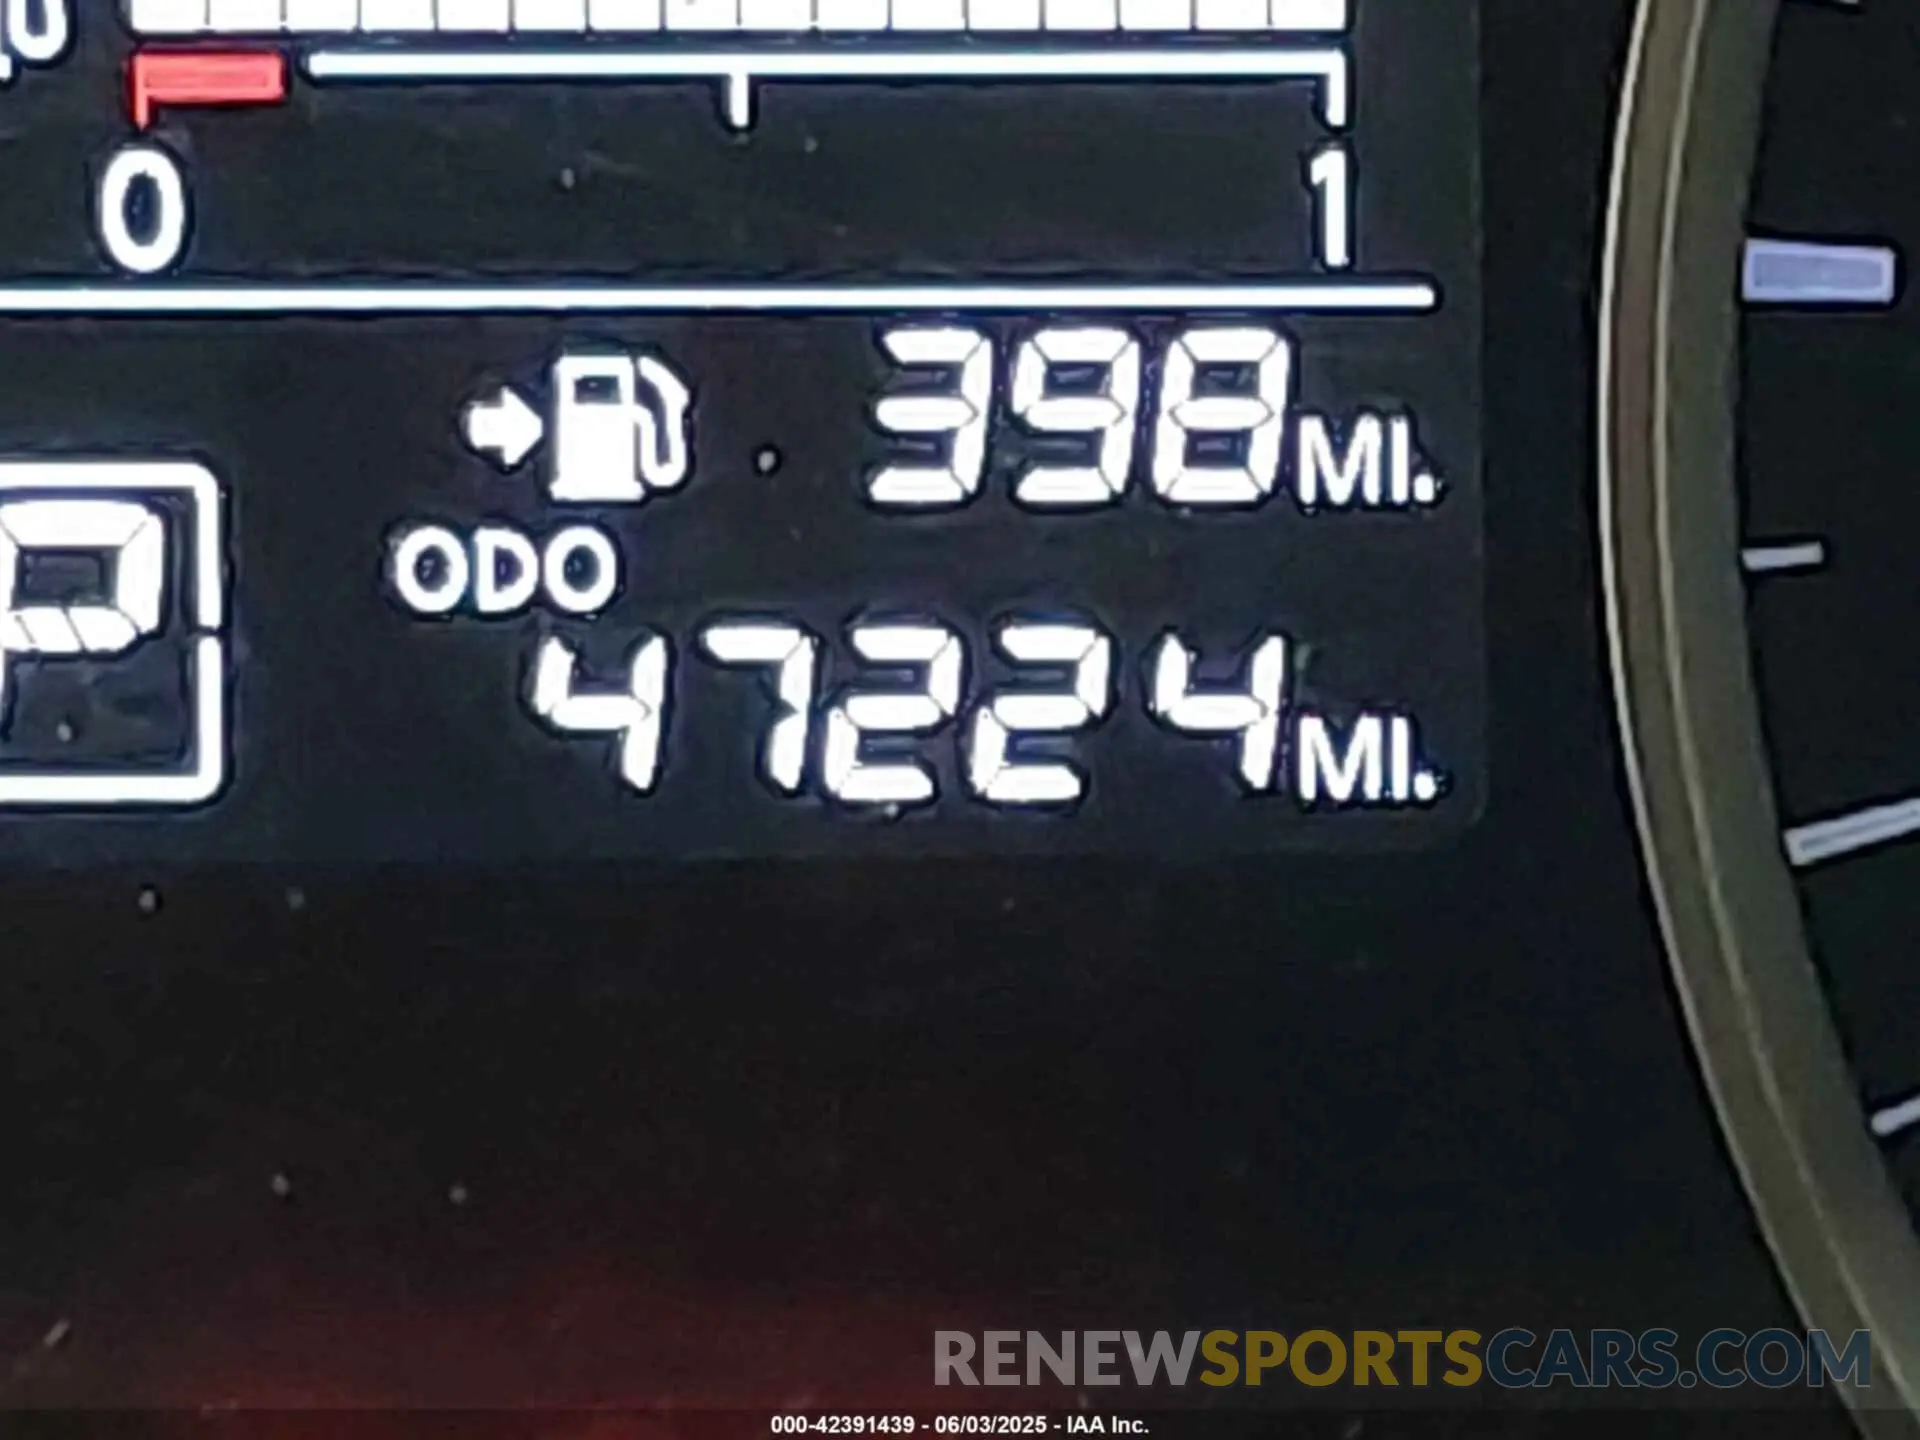 0 1
398 MI.
P
ODO
47224 MI.
RENEWSPORTSCARS.COM
000-42391439 - 06/03/2025 - IAA Inc.